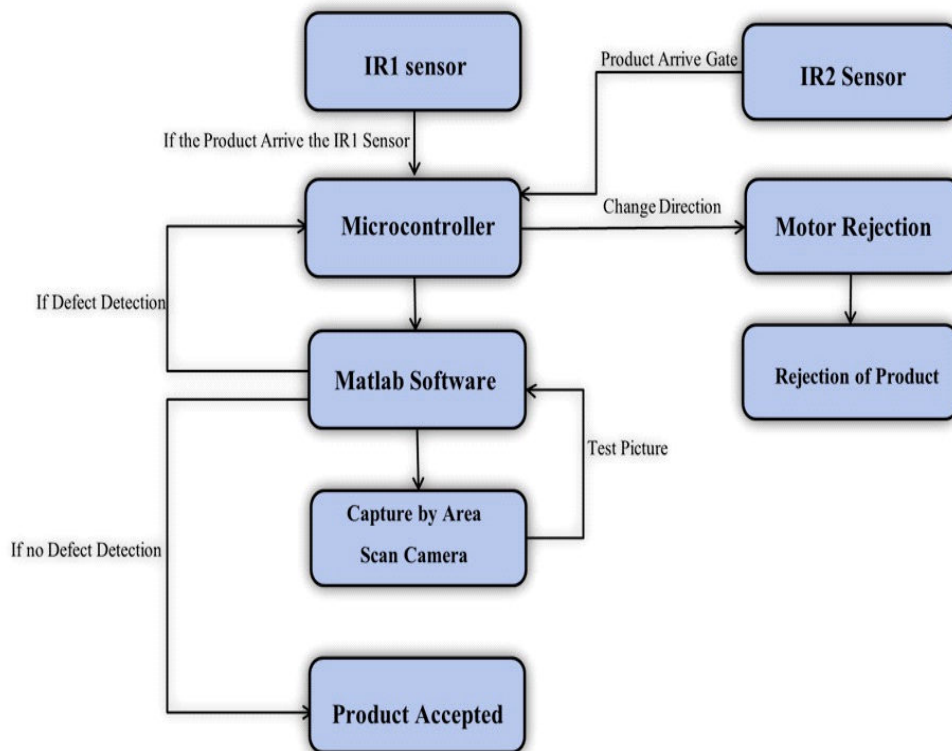 IR1 sensor
Product Arrive Gate
IR2 Sensor
If the Product Arrive the IR1 Sensor
Microcontroller
Change Direction
Motor Rejection
If Defect Detection
Matlab Software
Rejection of Product
Test Picture
Capture by Area
Scan Camera
If no Defect Detection
Product Accepted